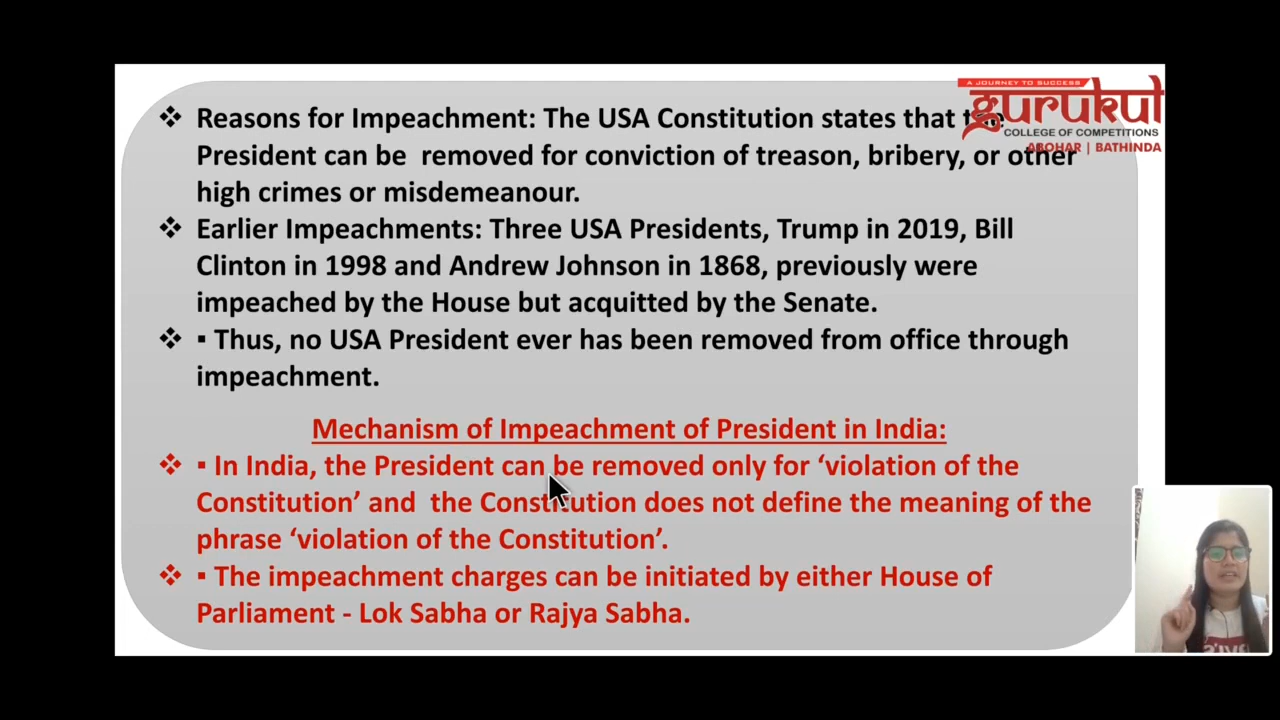 A JOURNEY TO SUCCESS
gurukul
COLLEGE OF COMPETITIONS
ABOHAR | BATHINDA
❖ Reasons for Impeachment: The USA Constitution states that the
President can be removed for conviction of treason, bribery, or other
high crimes or misdemeanour.
❖ Earlier Impeachments: Three USA Presidents, Trump in 2019, Bill
Clinton in 1998 and Andrew Johnson in 1868, previously were
impeached by the House but acquitted by the Senate.
❖ ▪ Thus, no USA President ever has been removed from office through
impeachment.
Mechanism of Impeachment of President in India:
❖ ▪ In India, the President can be removed only for ‘violation of the
Constitution’ and the Constitution does not define the meaning of the
phrase ‘violation of the Constitution’.
❖ ▪ The impeachment charges can be initiated by either House of
Parliament - Lok Sabha or Rajya Sabha.